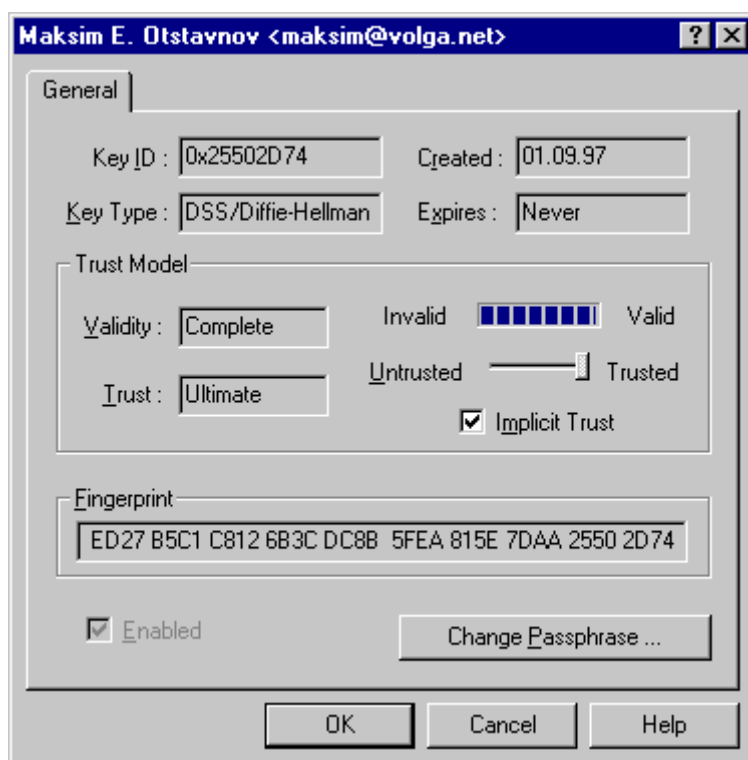 Maksim E. Otstavnov <maksim@volga.net>
General
Key ID : 0x25502D74 Created : 01.09.97
Key Type : DSS/Diffie-Hellman Expires : Never
Trust Model
Validity : Complete Invalid Valid
Untrusted Trusted
Trust : Ultimate
Implicit Trust
Fingerprint
ED27 B5C1 C812 6B3C DC8B 5FEA 815E 7DAA 2550 2D74
Enabled Change Passphrase ...
OK Cancel Help